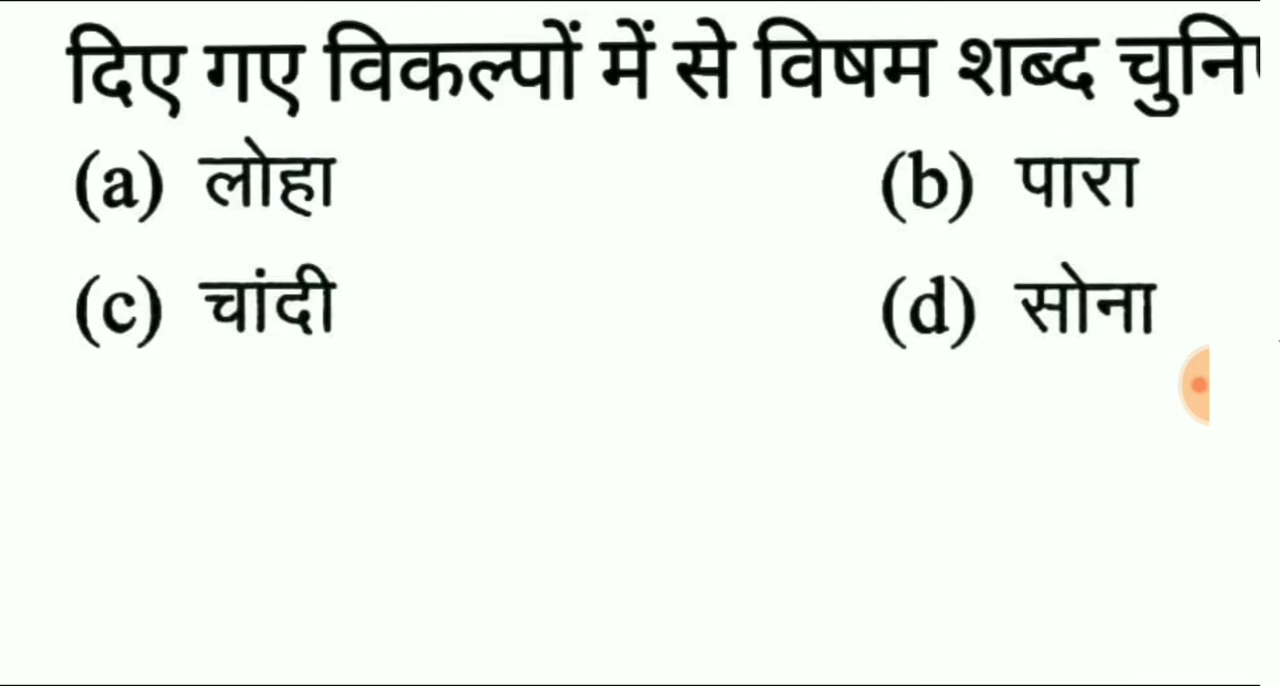 दिए गए विकल्पों में से विषम शब्द
(a) लोहा (b) पारा
(c) चांदी (d) सोना